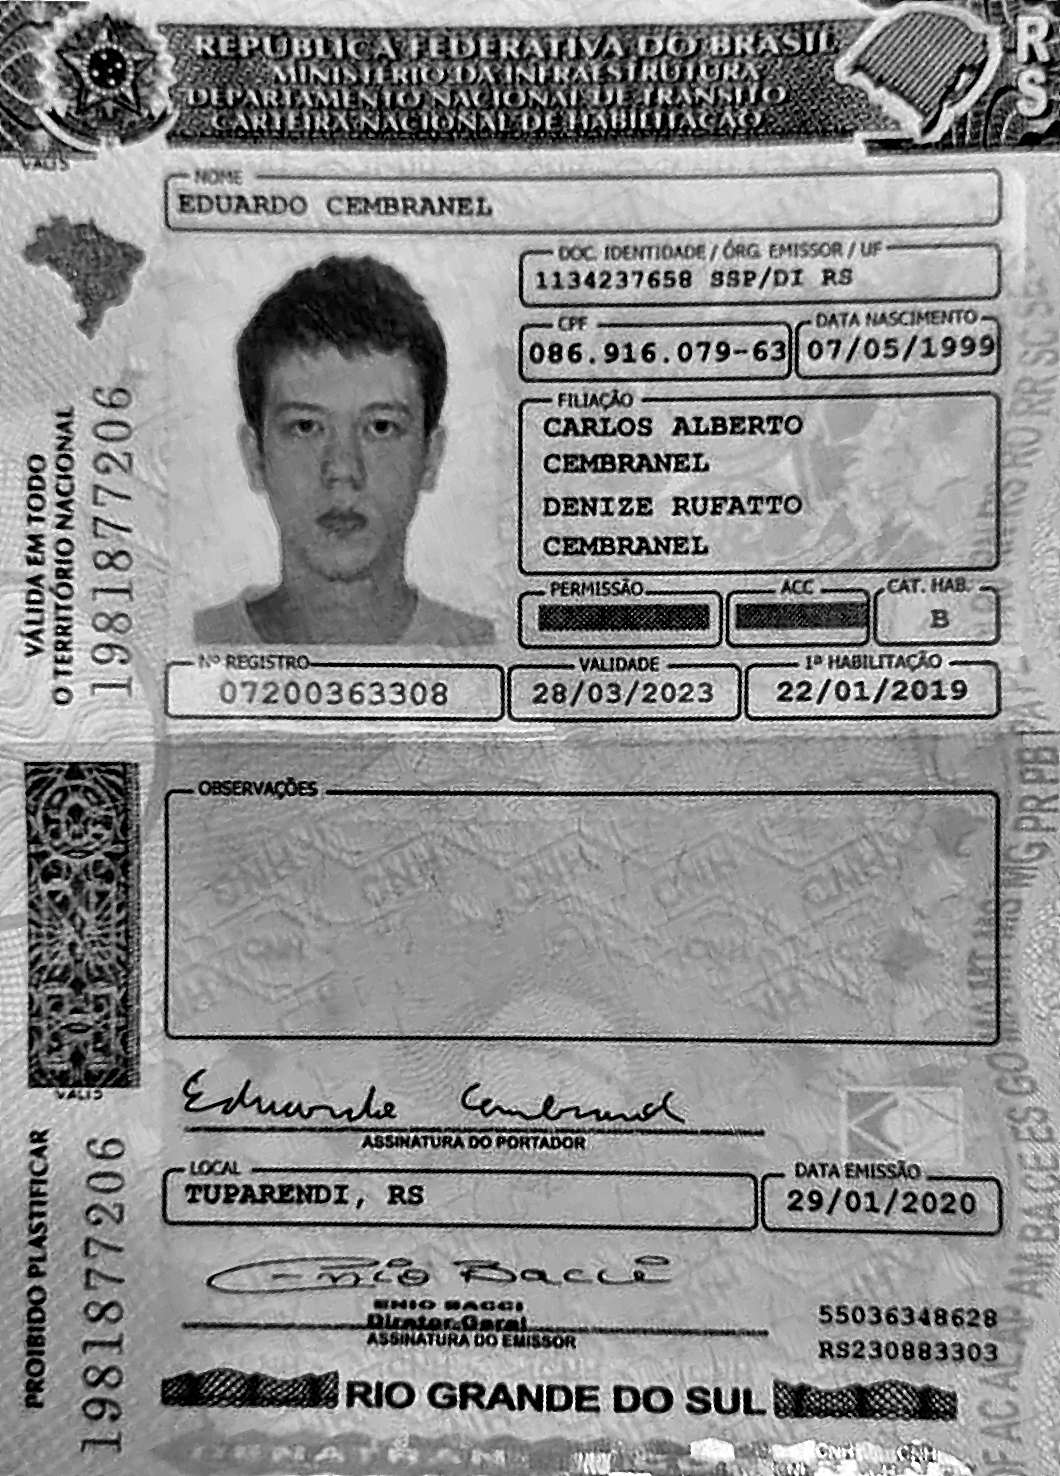 REPÚBLICA FEDERATIVA DO BRASIL
MINISTÉRIO DA INFRAESTRUTURA
DEPARTAMENTO NACIONAL DE TRÂNSITO
CARTEIRA NACIONAL DE HABILITAÇÃO
RS
VALIS
NOME
EDUARDO CEMBRANEL
DOC. IDENTIDADE / ÓRG. EMISSOR / UF
1134237658 SSP/DI RS
CPF
086.916.079-63
DATA NASCIMENTO
07/05/1999
FILIAÇÃO
CARLOS ALBERTO
CEMBRANEL
DENIZE RUFATTO
CEMBRANEL
PERMISSÃO
ACC
CAT. HAB.
B
Nº REGISTRO
07200363308
VALIDADE
28/03/2023
1ª HABILITAÇÃO
22/01/2019
VÁLIDA EM TODO
O TERRITÓRIO NACIONAL
1981877206
OBSERVAÇÕES
VALIS
Eduardo Cembranel
ASSINATURA DO PORTADOR
LOCAL
TUPARENDI, RS
DATA EMISSÃO
29/01/2020
PROIBIDO PLASTIFICAR
1981877206
Enio Bacci
ENIO BACCI
Diretor-Geral
ASSINATURA DO EMISSOR
55036348628
RS230883303
RIO GRANDE DO SUL